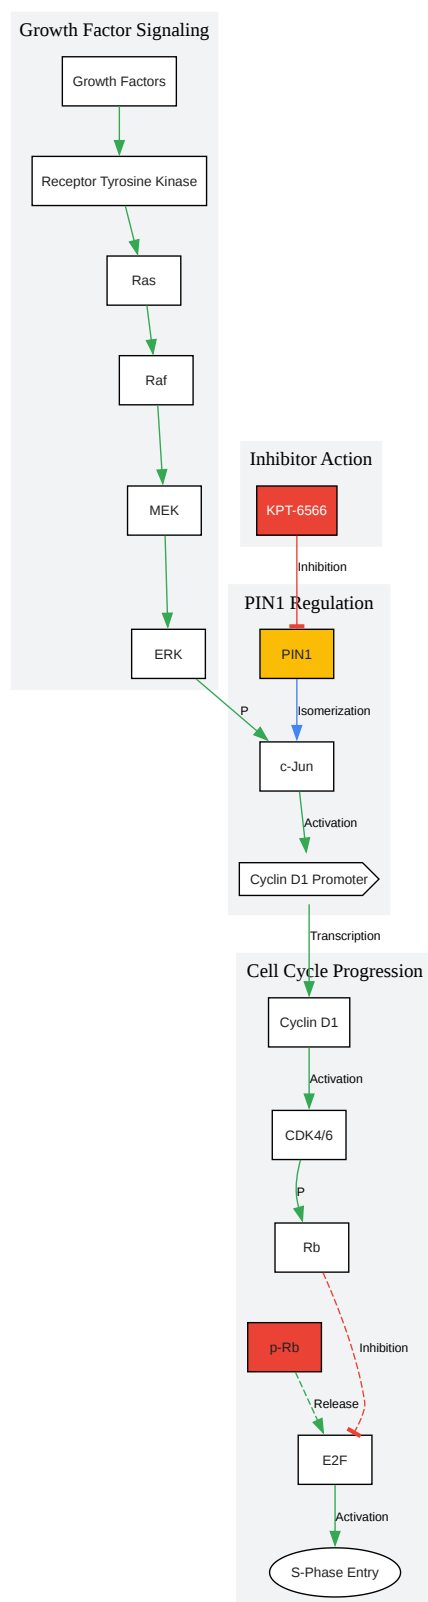 Growth Factor Signaling
Growth Factors
Receptor Tyrosine Kinase
Ras
Raf
MEK
ERK
P
Inhibitor Action
KPT-6566
Inhibition
PIN1 Regulation
PIN1
Isomerization
c-Jun
Activation
Cyclin D1 Promoter
Transcription
Cell Cycle Progression
Cyclin D1
Activation
CDK4/6
P
Rb
Inhibition
p-Rb
Release
E2F
Activation
S-Phase Entry